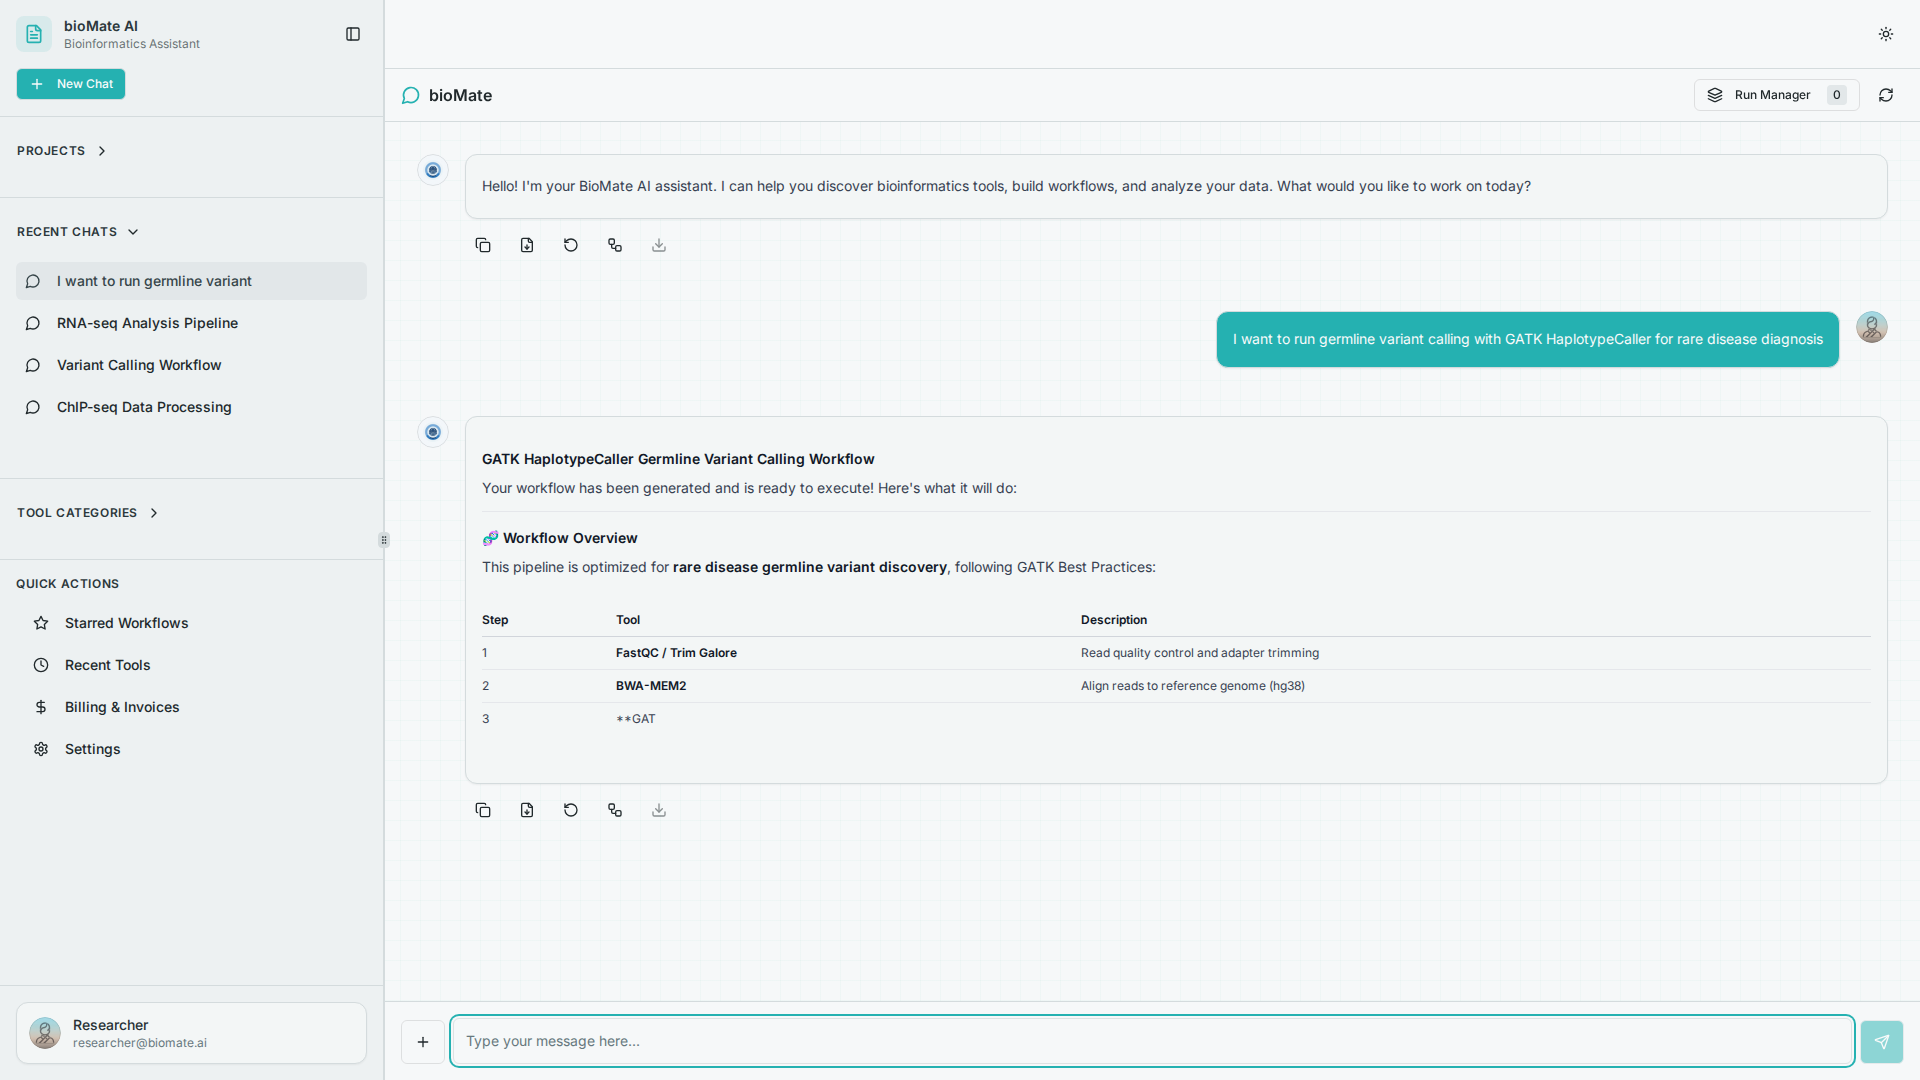 bioMate AI
Bioinformatics Assistant
New Chat
PROJECTS
RECENT CHATS
I want to run germline variant
RNA-seq Analysis Pipeline
Variant Calling Workflow
ChIP-seq Data Processing
TOOL CATEGORIES
QUICK ACTIONS
Starred Workflows
Recent Tools
Billing & Invoices
Settings
Researcher
researcher@biomate.ai
bioMate
Run Manager 0
Hello! I'm your BioMate AI assistant. I can help you discover bioinformatics tools, build workflows, and analyze your data. What would you like to work on today?
I want to run germline variant calling with GATK HaplotypeCaller for rare disease diagnosis
GATK HaplotypeCaller Germline Variant Calling Workflow
Your workflow has been generated and is ready to execute! Here's what it will do:
🧬 Workflow Overview
This pipeline is optimized for rare disease germline variant discovery, following GATK Best Practices:
Step Tool Description
1 FastQC / Trim Galore Read quality control and adapter trimming
2 BWA-MEM2 Align reads to reference genome (hg38)
3 **GAT
Type your message here...